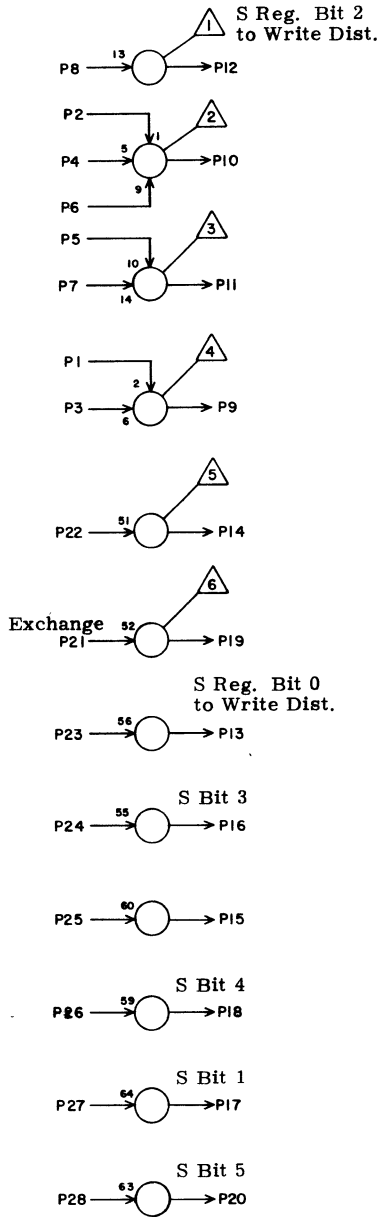 1 S Reg. Bit 2
to Write Dist.
13
P8 P12
P2 2
1
5
P4 P10
9
P6
P5 3
10
P7 P11
14
P1 4
2
P3 P9
6
5
51
P22 P14
6
Exchange 52
P21 P19
S Reg. Bit 0
to Write Dist.
56
P23 P13
S Bit 3
55
P24 P16
60
P25 P15
S Bit 4
59
P26 P18
S Bit 1
64
P27 P17
S Bit 5
63
P28 P20